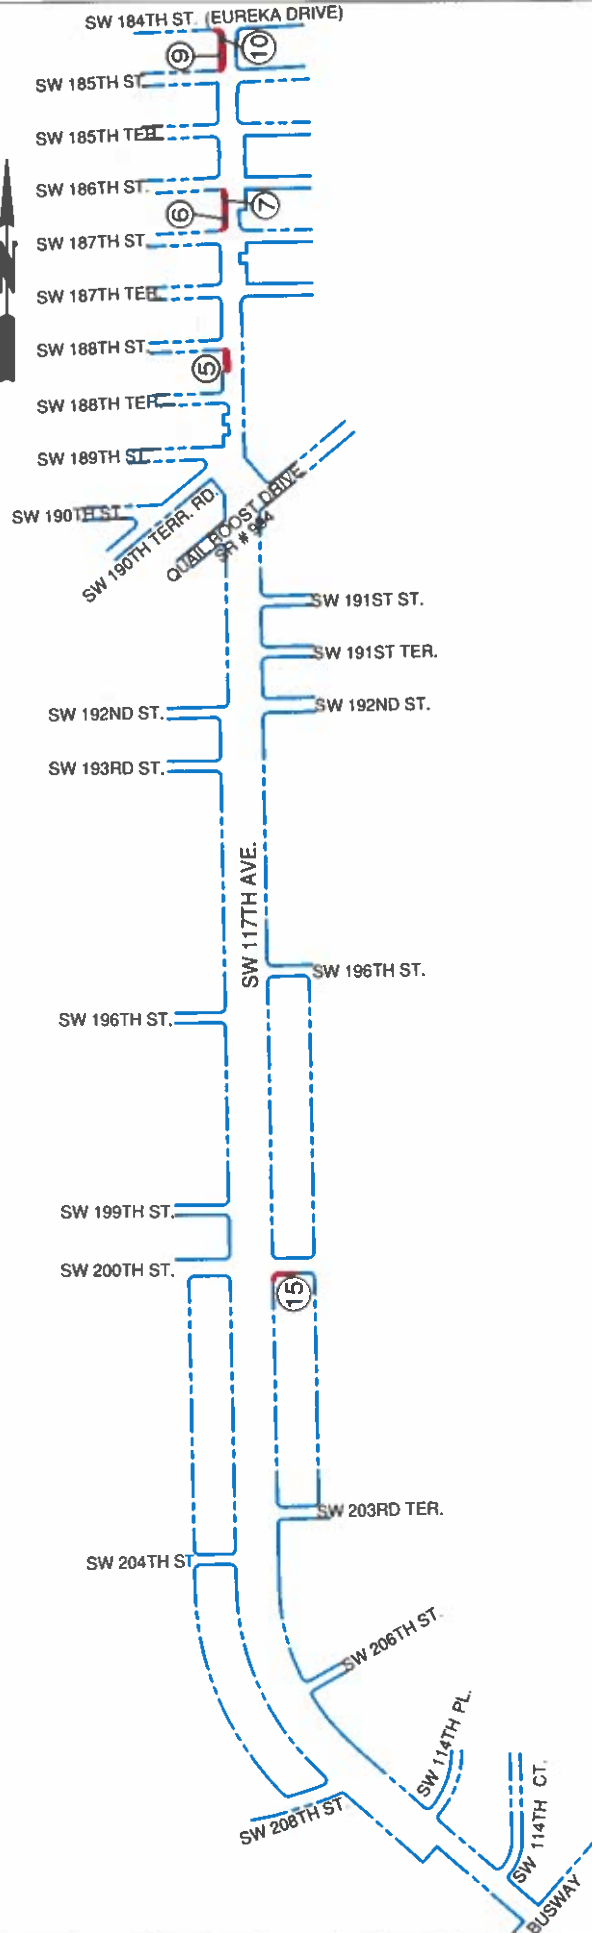 SW 184TH ST. (EUREKA DRIVE)
9
10
SW 185TH ST.
SW 185TH TER.
SW 186TH ST.
6
7
SW 187TH ST.
N
SW 187TH TER.
SW 188TH ST.
5
SW 188TH TER.
SW 189TH ST.
SW 190TH ST.
SW 190TH TERR. RD.
QUAIL ROOST DRIVE
SR # 994
SW 191ST ST.
SW 191ST TER.
SW 192ND ST.
SW 192ND ST.
SW 193RD ST.
SW 117TH AVE.
SW 196TH ST.
SW 196TH ST.
SW 199TH ST.
SW 200TH ST.
15
SW 203RD TER.
SW 204TH ST
SW 206TH ST.
SW 114TH PL.
SW 114TH CT.
SW 208TH ST.
BUSWAY